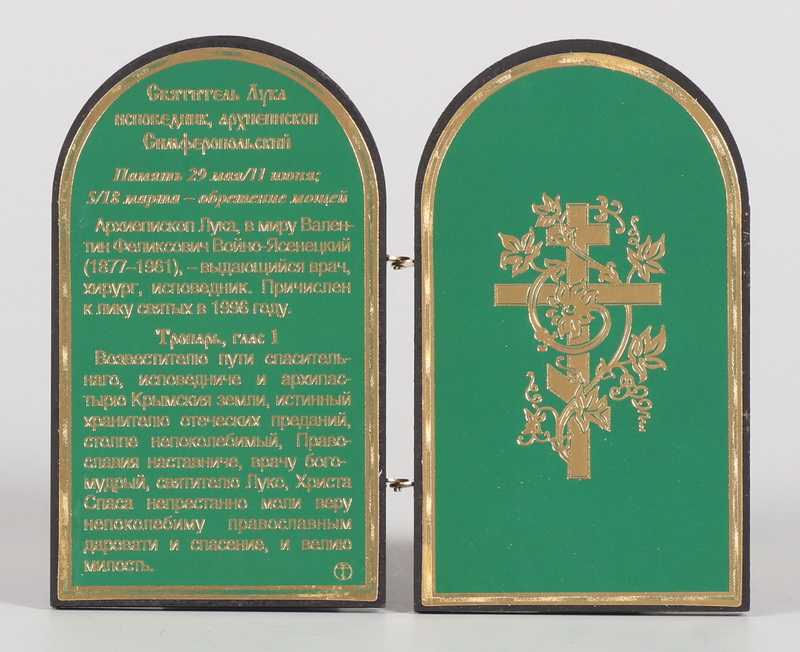 Святитель Лука
исповедник, архиепископ
Симферопольский
Память 29 мая/11 июня;
5/18 марта – обретение мощей
Архиепископ Лука, в миру Вален-
тин Феликсович Войно-Ясенецкий
(1877–1961), – выдающийся врач,
хирург, исповедник. Причислен
к лику святых в 1996 году.
Тропарь, глас 1
Возвестителю пути спаситель-
наго, исповедниче и архипас-
тырю Крымския земли, истинный
хранителю отеческих преданий,
столпе непоколебимый, Право-
славия наставниче, врачу бого-
мудрый, святителю Луко, Христа
Спаса непрестанно моли веру
непоколебиму православным
даровати и спасение, и велию
милость.